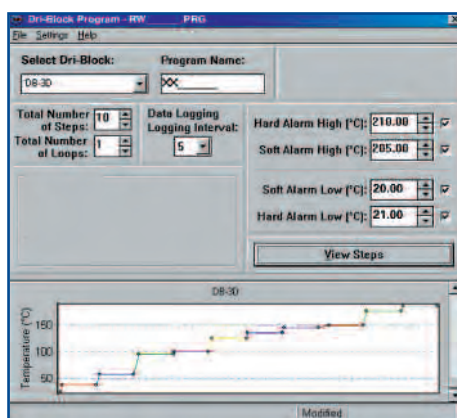 Dri-Block Program - RW______PRG
File Settings Help
Select Dri-Block: Program Name:
DB-3D XX______
Total Number of Steps: 10
Total Number of Loops: 1
Data Logging
Logging Interval:
5
Hard Alarm High (°C): 210.00
Soft Alarm High (°C): 205.00
Soft Alarm Low (°C): 20.00
Hard Alarm Low (°C): 21.00
View Steps
DB-3D
Temperature (°C)
150
100
50
Modified